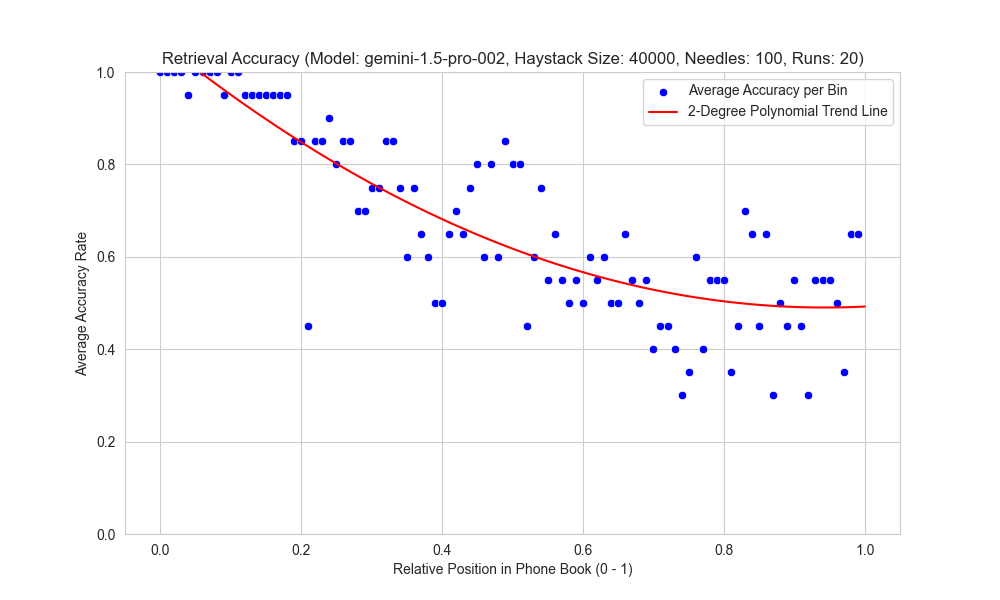 Retrieval Accuracy (Model: gemini-1.5-pro-002, Haystack Size: 40000, Needles: 100, Runs: 20)
Average Accuracy per Bin
2-Degree Polynomial Trend Line
Average Accuracy Rate
1.0
0.8
0.6
0.4
0.2
0.0
0.0 0.2 0.4 0.6 0.8 1.0
Relative Position in Phone Book (0 - 1)